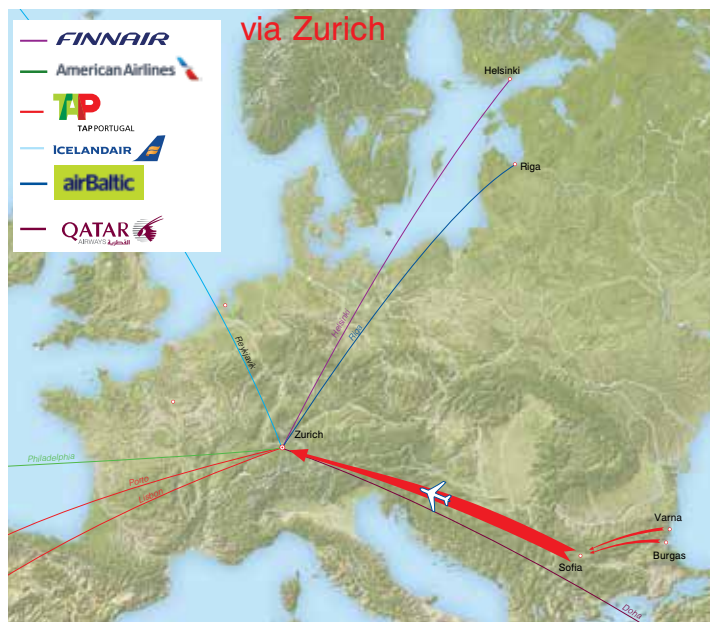 via Zurich
FINNAIR
American Airlines
TAP
TAP PORTUGAL
ICELANDAIR
airBaltic
QATAR
AIRWAYS القطرية
Helsinki
Riga
Helsinki
Riga
Reykjavik
Zurich
Philadelphia
Porto
Lisbon
Varna
Burgas
Sofia
Doha